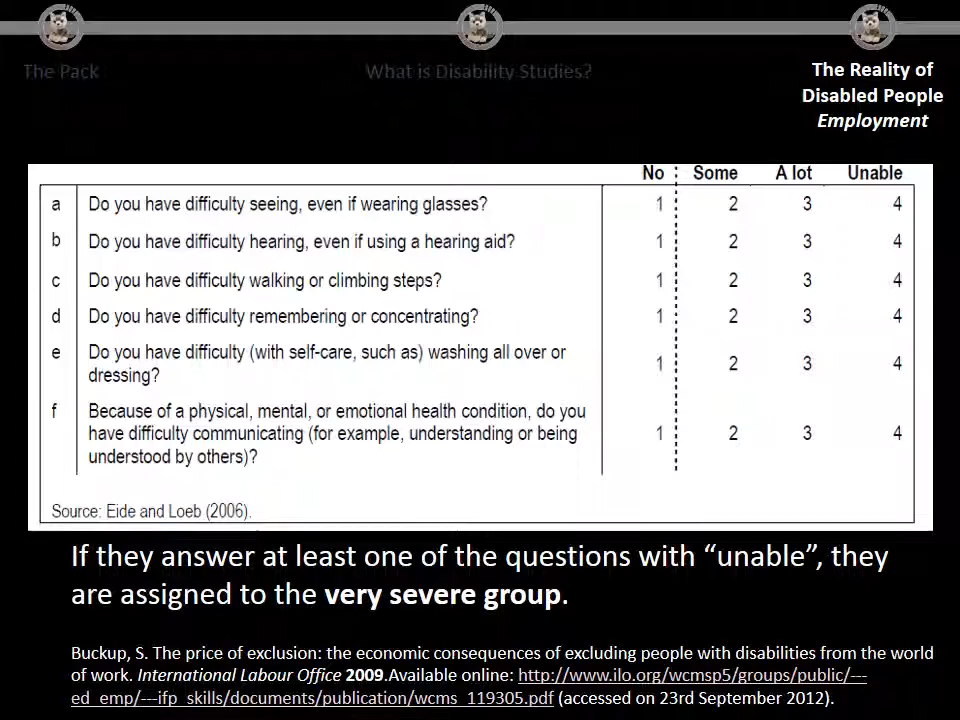 The Pack
What is Disability Studies?
The Reality of
Disabled People
Employment
No Some A lot Unable
a Do you have difficulty seeing, even if wearing glasses? 1 2 3 4
b Do you have difficulty hearing, even if using a hearing aid? 1 2 3 4
c Do you have difficulty walking or climbing steps? 1 2 3 4
d Do you have difficulty remembering or concentrating? 1 2 3 4
e Do you have difficulty (with self-care, such as) washing all over or
dressing? 1 2 3 4
f Because of a physical, mental, or emotional health condition, do you
have difficulty communicating (for example, understanding or being 1 2 3 4
understood by others)?
Source: Eide and Loeb (2006).
If they answer at least one of the questions with “unable”, they
are assigned to the very severe group.
Buckup, S. The price of exclusion: the economic consequences of excluding people with disabilities from the world
of work. International Labour Office 2009.Available online: http://www.ilo.org/wcmsp5/groups/public/---
ed_emp/---ifp_skills/documents/publication/wcms_119305.pdf (accessed on 23rd September 2012).